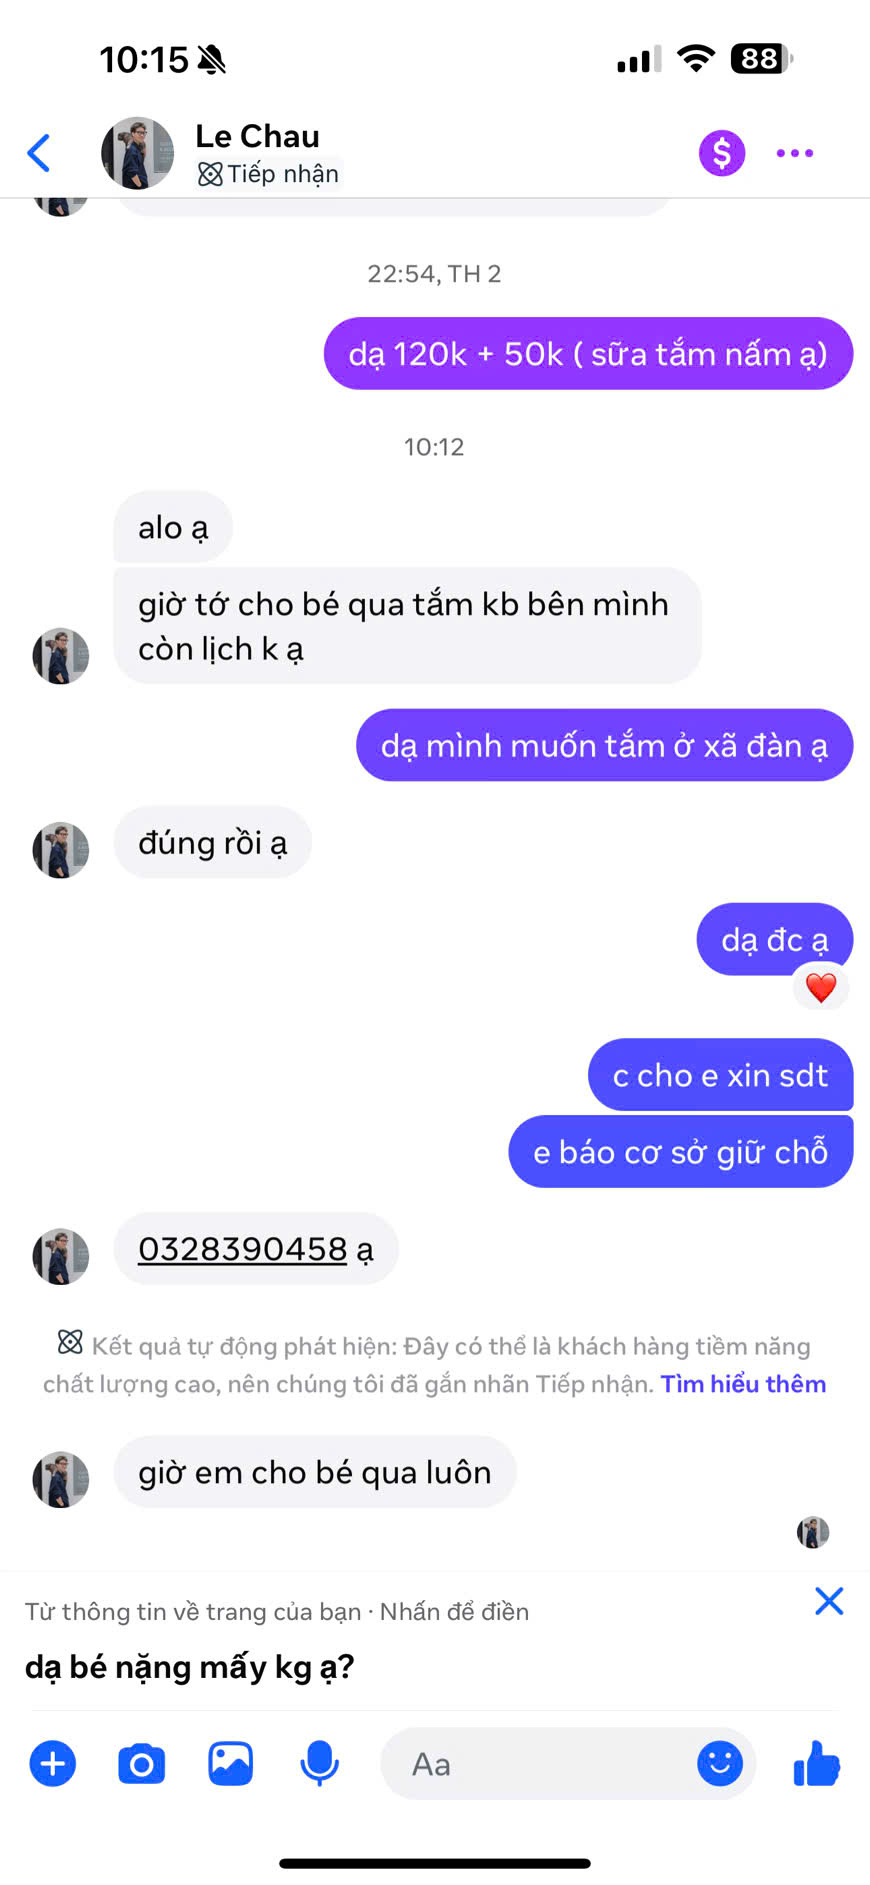 10:15
88
Le Chau
Tiếp nhận
$
22:54, TH 2
dạ 120k + 50k ( sữa tắm nấm ạ)
10:12
alo ạ
giờ tớ cho bé qua tắm kb bên mình
còn lịch k ạ
dạ mình muốn tắm ở xã đàn ạ
đúng rồi ạ
dạ đc ạ
c cho e xin sdt
e báo cơ sở giữ chỗ
0328390458 ạ
Kết quả tự động phát hiện: Đây có thể là khách hàng tiềm năng
chất lượng cao, nên chúng tôi đã gắn nhãn Tiếp nhận. Tìm hiểu thêm
giờ em cho bé qua luôn
Từ thông tin về trang của bạn · Nhấn để điền
dạ bé nặng mấy kg ạ?
Aa